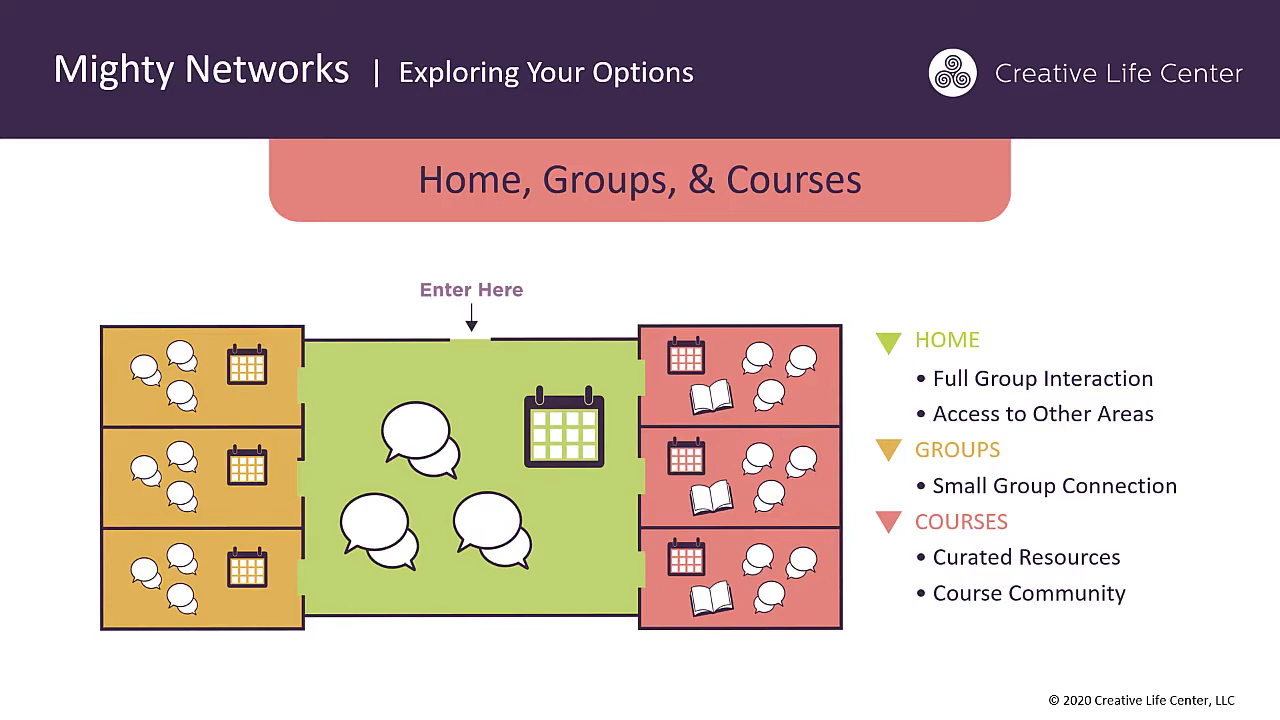 Mighty Networks | Exploring Your Options
Creative Life Center
Home, Groups, & Courses
Enter Here
HOME
• Full Group Interaction
• Access to Other Areas
GROUPS
• Small Group Connection
COURSES
• Curated Resources
• Course Community
© 2020 Creative Life Center, LLC